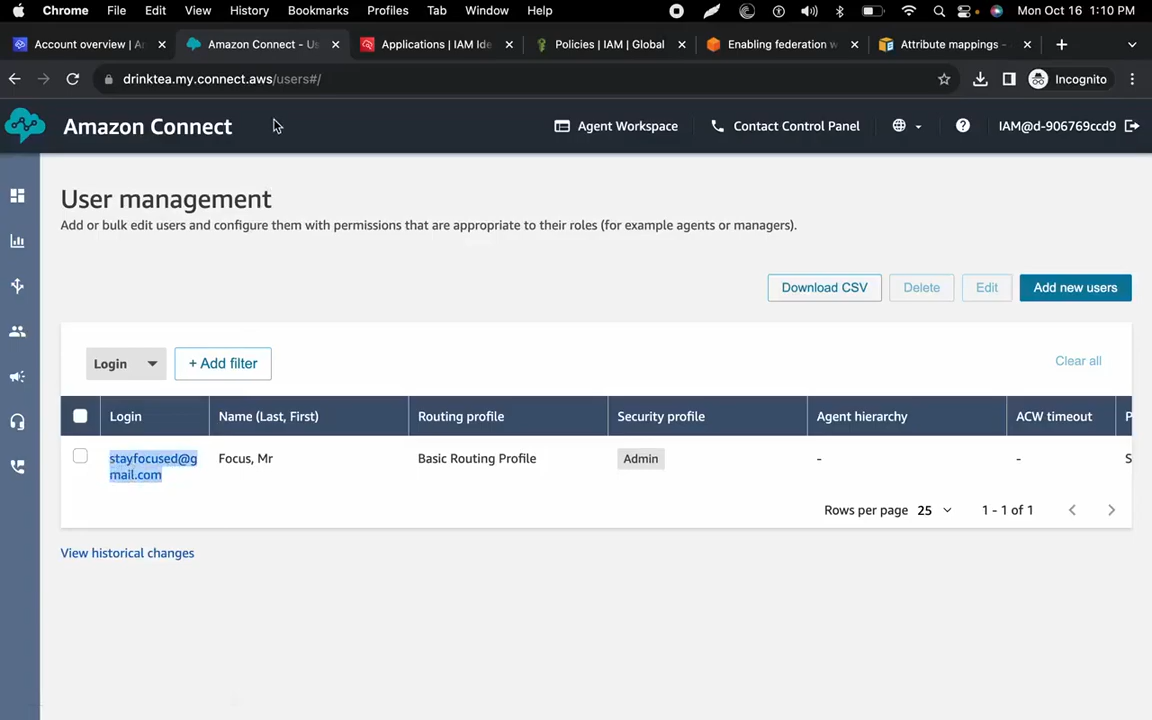 Chrome File Edit View History Bookmarks Profiles Tab Window Help Mon Oct 16 1:10 PM
Account overview | A Amazon Connect - Us Applications | IAM Ide Policies | IAM | Global Enabling federation w Attribute mappings -
drinktea.my.connect.aws/users#/ Incognito
Amazon Connect Agent Workspace Contact Control Panel IAM@d-906769ccd9
User management
Add or bulk edit users and configure them with permissions that are appropriate to their roles (for example agents or managers).
Download CSV Delete Edit Add new users
Login + Add filter Clear all
Login Name (Last, First) Routing profile Security profile Agent hierarchy ACW timeout P
stayfocused@g Focus, Mr Basic Routing Profile Admin - - S
mail.com
Rows per page 25 1 - 1 of 1
View historical changes